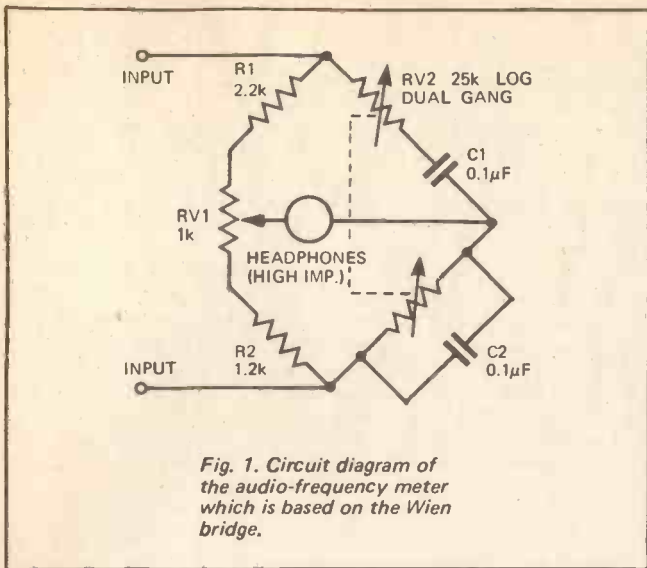 INPUT
R1
2.2k
RV2 25k LOG
DUAL GANG
C1
0.1µF
RV1
1k
HEADPHONES
(HIGH IMP.)
R2
1.2k
INPUT
C2
0.1µF
Fig. 1. Circuit diagram of
the audio-frequency meter
which is based on the Wien
bridge.